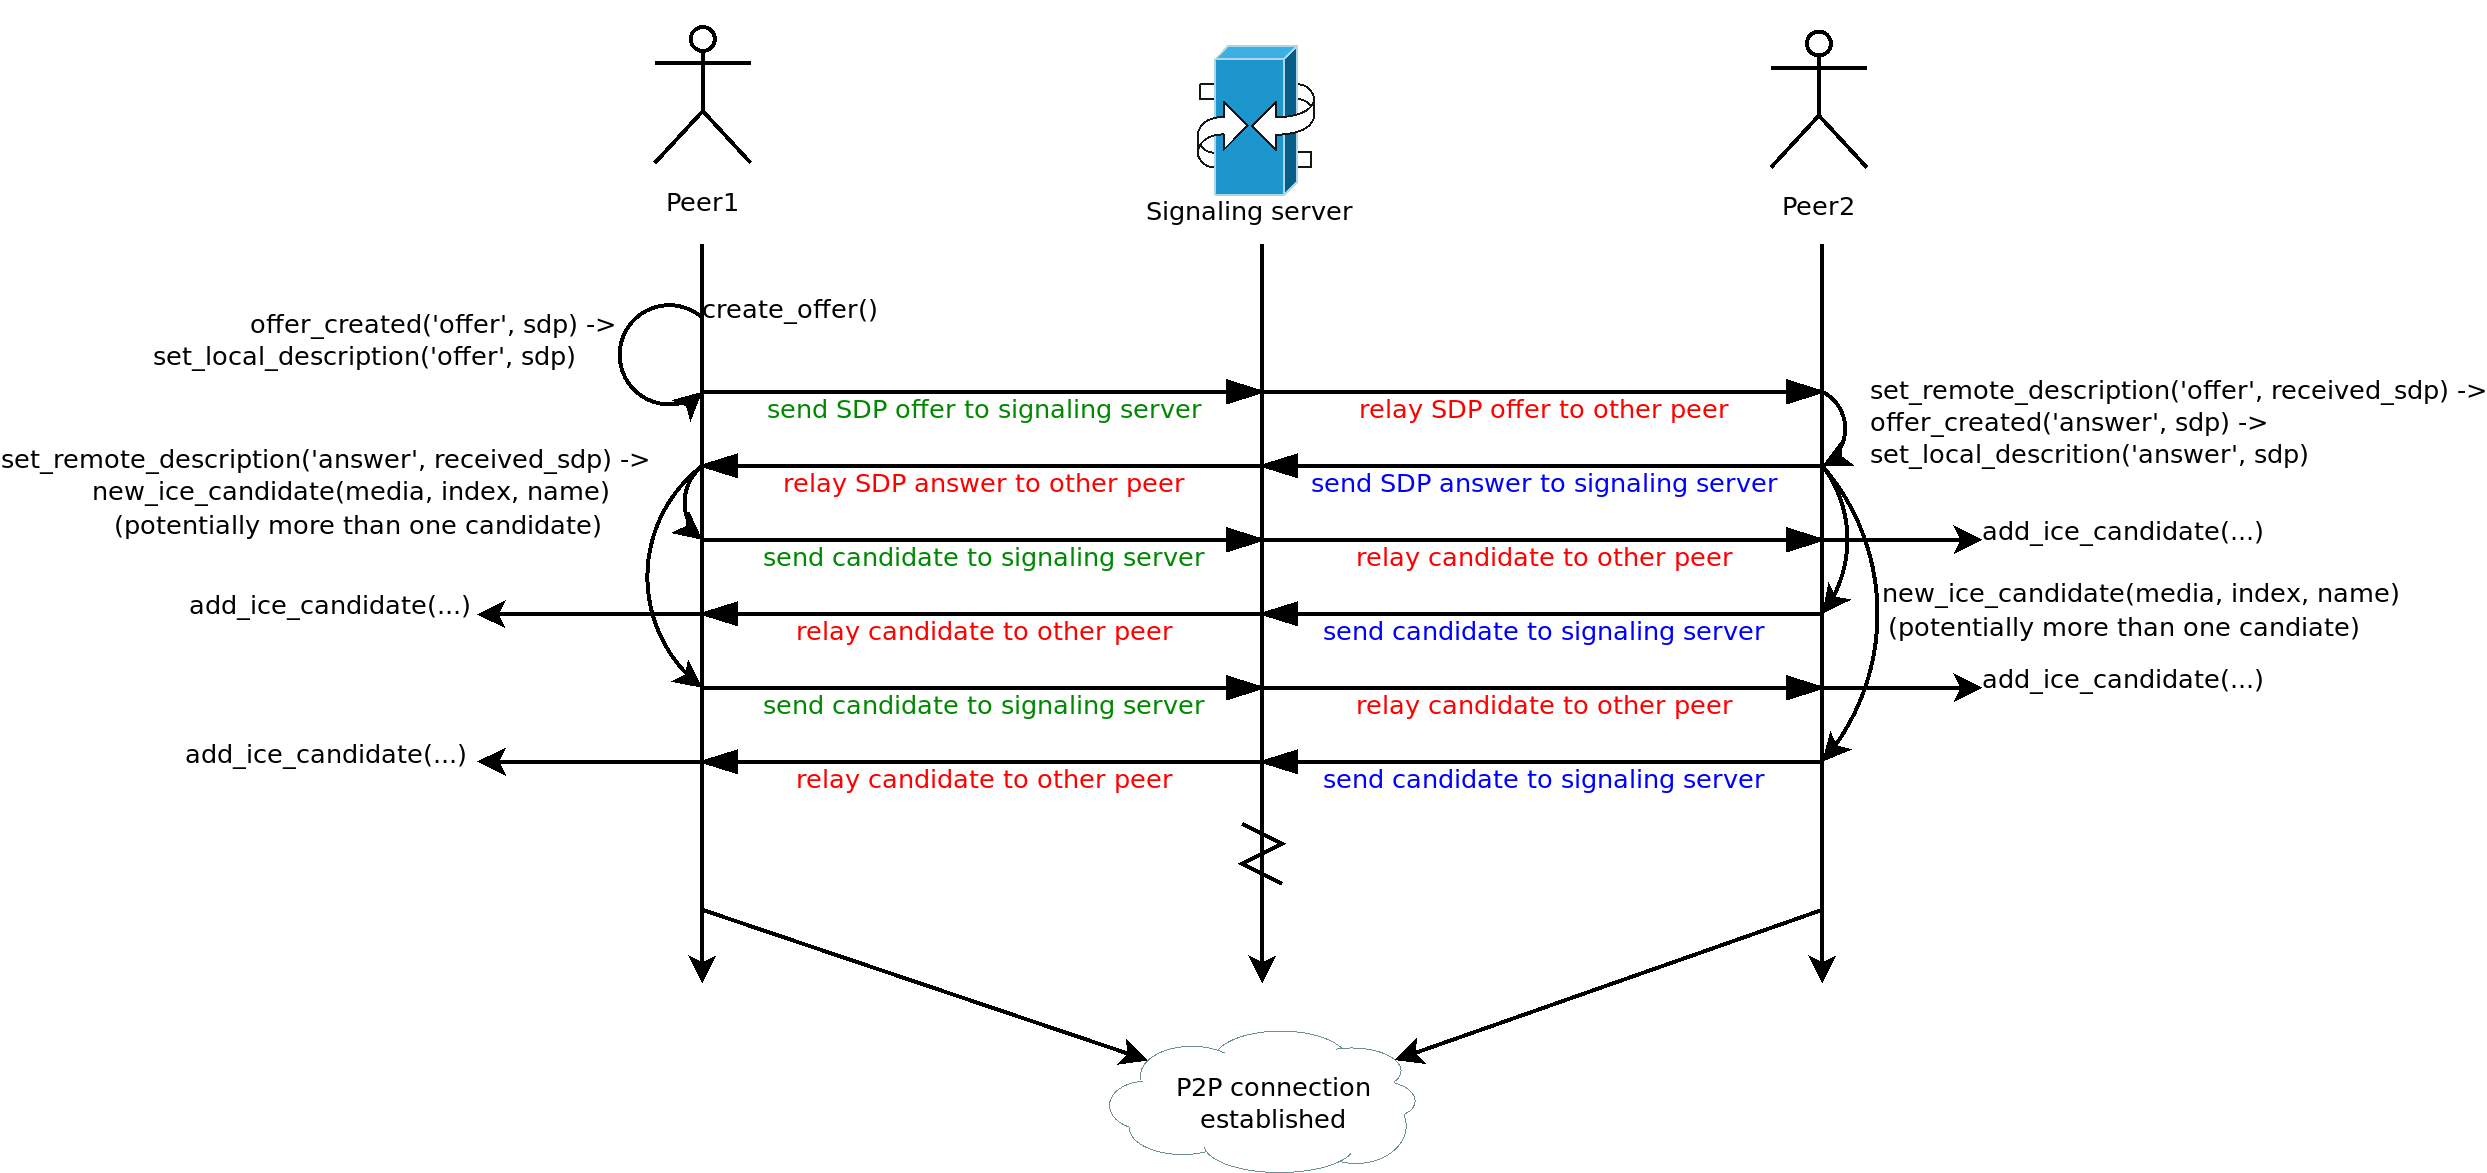 Peer1
Signaling server
Peer2
create_offer()
offer_created('offer', sdp) ->
set_local_description('offer', sdp)
send SDP offer to signaling server
relay SDP offer to other peer
set_remote_description('offer', received_sdp) ->
offer_created('answer', sdp) ->
set_local_descrition('answer', sdp)
set_remote_description('answer', received_sdp) ->
new_ice_candidate(media, index, name)
(potentially more than one candidate)
relay SDP answer to other peer
send SDP answer to signaling server
send candidate to signaling server
relay candidate to other peer
add_ice_candidate(...)
add_ice_candidate(...)
relay candidate to other peer
send candidate to signaling server
new_ice_candidate(media, index, name)
(potentially more than one candiate)
send candidate to signaling server
relay candidate to other peer
add_ice_candidate(...)
add_ice_candidate(...)
relay candidate to other peer
send candidate to signaling server
P2P connection
established